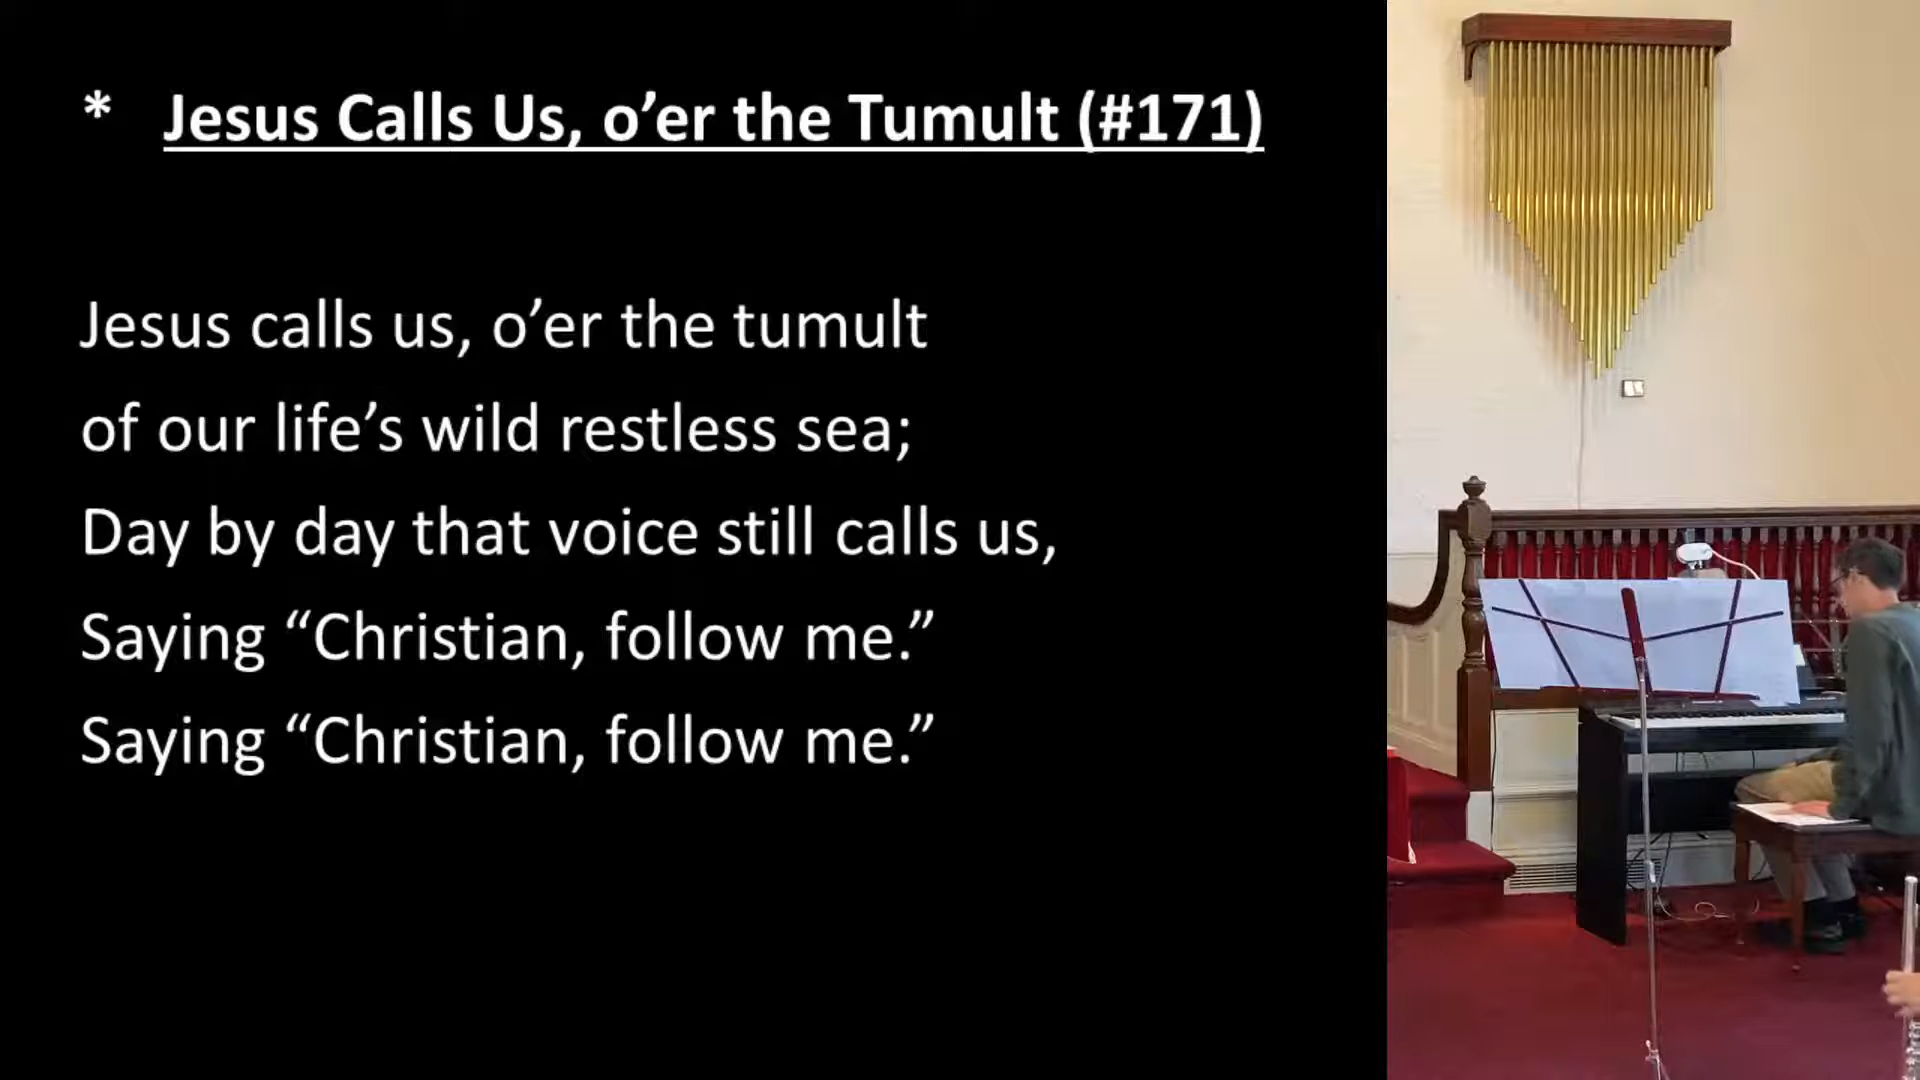 * Jesus Calls Us, o’er the Tumult (#171)
Jesus calls us, o’er the tumult
of our life’s wild restless sea;
Day by day that voice still calls us,
Saying “Christian, follow me.”
Saying “Christian, follow me.”